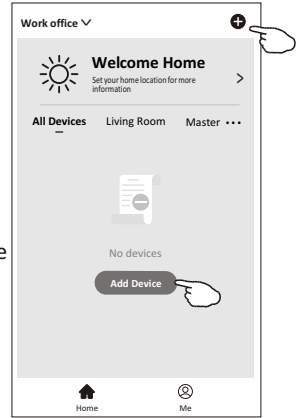 Work office
Welcome Home
Set your home location for more
information
All Devices Living Room Master
e
No devices
Add Device
Home Me